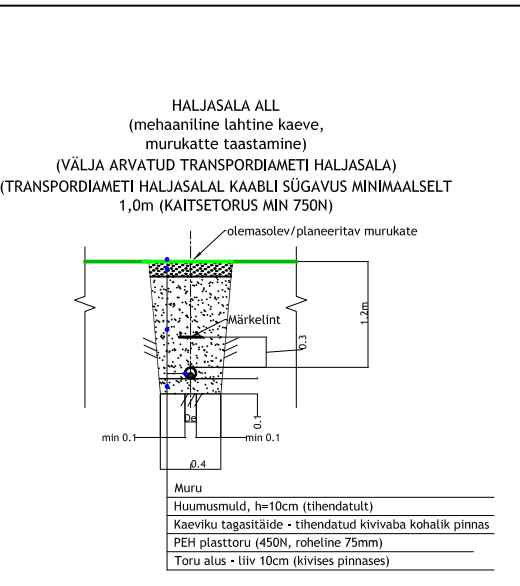 HALJASALA ALL
(mehaaniline lahtine kaeve,
murukatte taastamine)
(VÄLJA ARVATUD TRANSPORDIAMETI HALJASALA)
(TRANSPORDIAMETI HALJASALAL KAABLI SÜGAVUS MINIMAALSELT
1,0m (KAITSETORUS MIN 750N)
olemasolev/planeeritav murukate
1.2m
Märkelint
0.3
0.1
De
min 0.1
min 0.1
0.4
Muru
Huumusmuld, h=10cm (tihendatult)
Kaeviku tagasitäide - tihendatud kivivaba kohalik pinnas
PEH plasttoru (450N, roheline 75mm)
Toru alus - liiv 10cm (kivises pinnases)